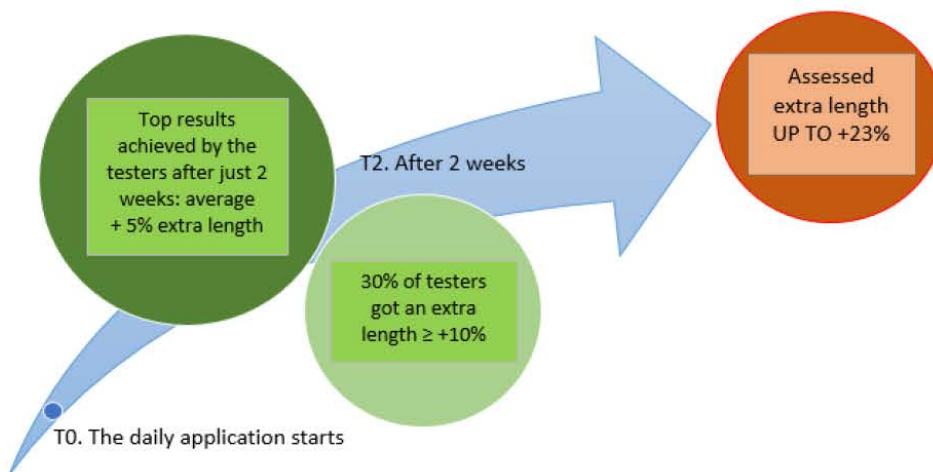 Top results
achieved by the
testers after just 2
weeks: average
+ 5% extra length
T2. After 2 weeks
Assessed
extra length
UP TO +23%
30% of testers
got an extra
length ≥ +10%
T0. The daily application starts